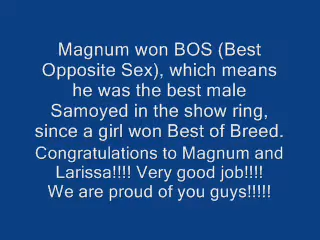 Magnum won BOS (Best
Opposite Sex), which means
he was the best male
Samoyed in the show ring,
since a girl won Best of Breed.
Congratulations to Magnum and
Larissa!!!! Very good job!!!!
We are proud of you guys!!!!!